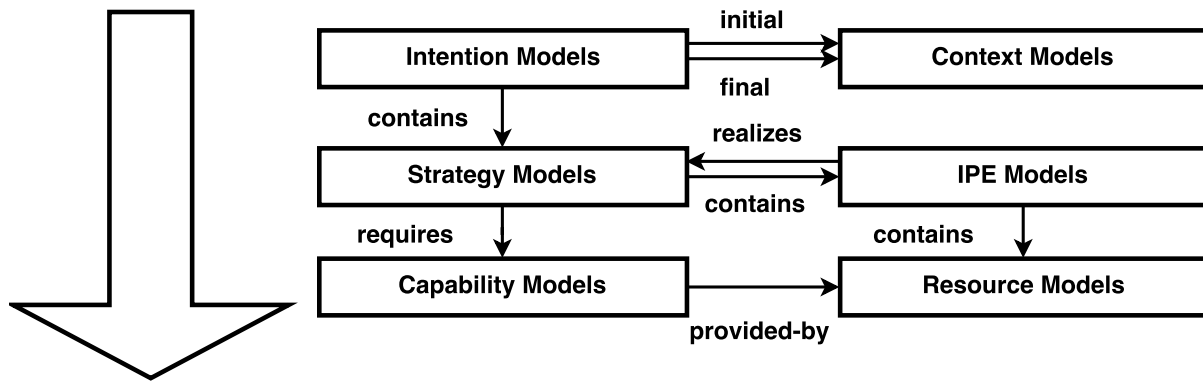 initial
Intention Models
Context Models
final
contains
realizes
Strategy Models
IPE Models
contains
requires
contains
Capability Models
Resource Models
provided-by